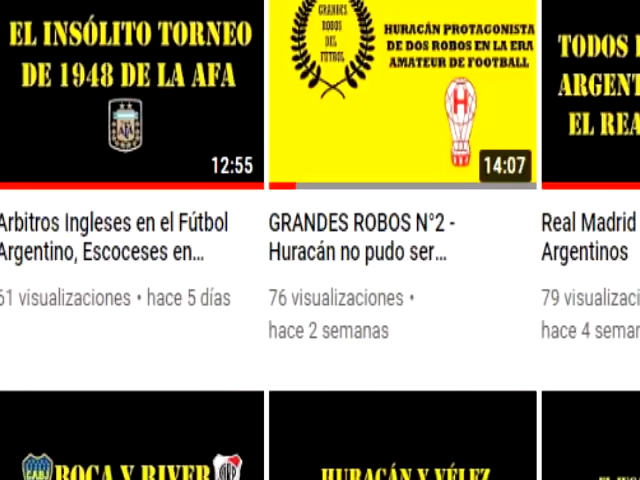 EL INSÓLITO TORNEO
DE 1948 DE LA AFA
AFA
12:55
GRANDES
ROBOS
DEL
FÚTBOL
HURACÁN PROTAGONISTA
DE DOS ROBOS EN LA ERA
AMATEUR DE FOOTBALL
H
14:07
TODOS
ARGENT
EL REA
Arbitros Ingleses en el Fútbol
Argentino, Escoceses en...
61 visualizaciones • hace 5 días
GRANDES ROBOS N°2 -
Huracán no pudo ser...
76 visualizaciones •
hace 2 semanas
Real Madrid
Argentinos
79 visualizaci
hace 4 seman
BOCA Y RIVER
HURACÁN Y VÉLEZ